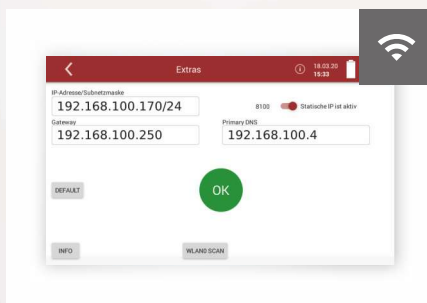 Extras
18.03.20
15:33
IP-Adresse/Subnetzmaske
192.168.100.170/24
8100 Statische IP ist aktiv
Gateway Primary DNS
192.168.100.250 192.168.100.4
DEFAULT OK
INFO WLAN0 SCAN